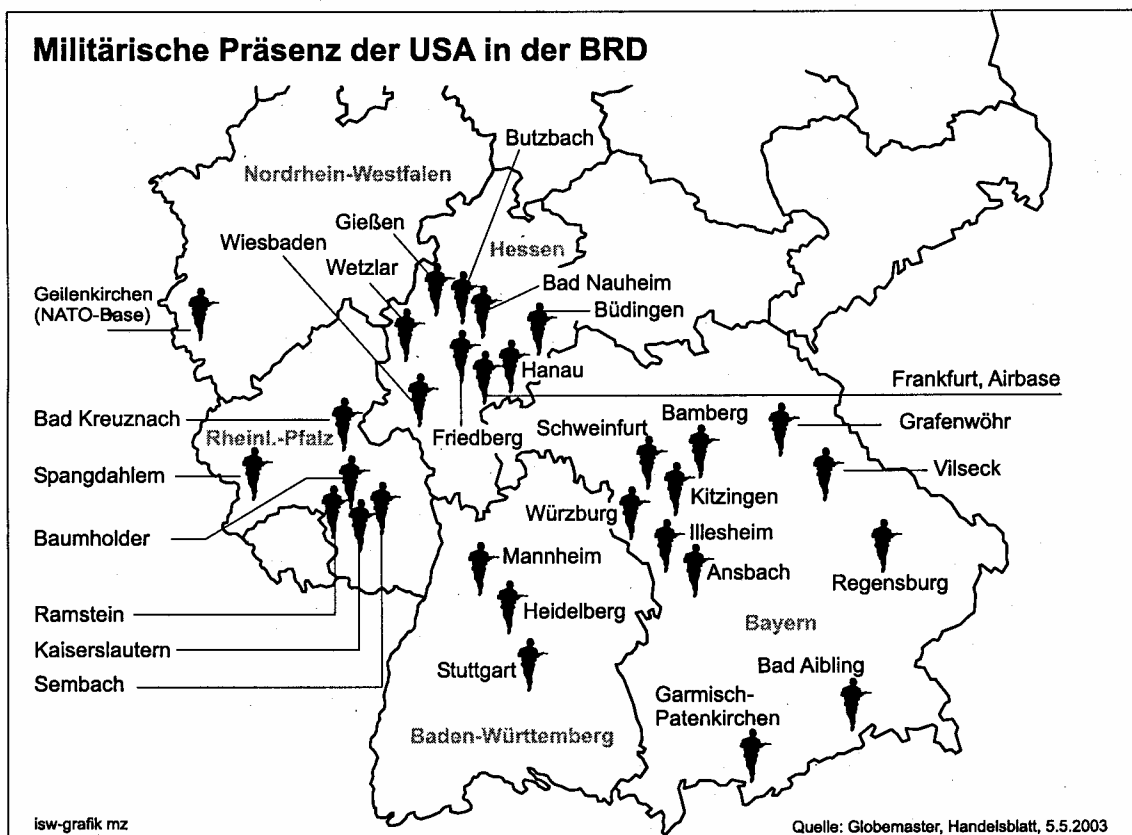 Militärische Präsenz der USA in der BRD
Butzbach
Nordrhein-Westfalen
Gießen
Hessen
Wiesbaden
Wetzlar
Bad Nauheim
Geilenkirchen
(NATO-Base)
Büdingen
Hanau
Frankfurt, Airbase
Bad Kreuznach
Bamberg
Grafenwöhr
Rheinl.-Pfalz
Friedberg
Schweinfurt
Spangdahlem
Vilseck
Kitzingen
Würzburg
Baumholder
Illesheim
Mannheim
Ansbach
Regensburg
Ramstein
Heidelberg
Bayern
Kaiserslautern
Stuttgart
Bad Aibling
Sembach
Garmisch-
Patenkirchen
Baden-Württemberg
isw-grafik mz
Quelle: Globemaster, Handelsblatt, 5.5.2003